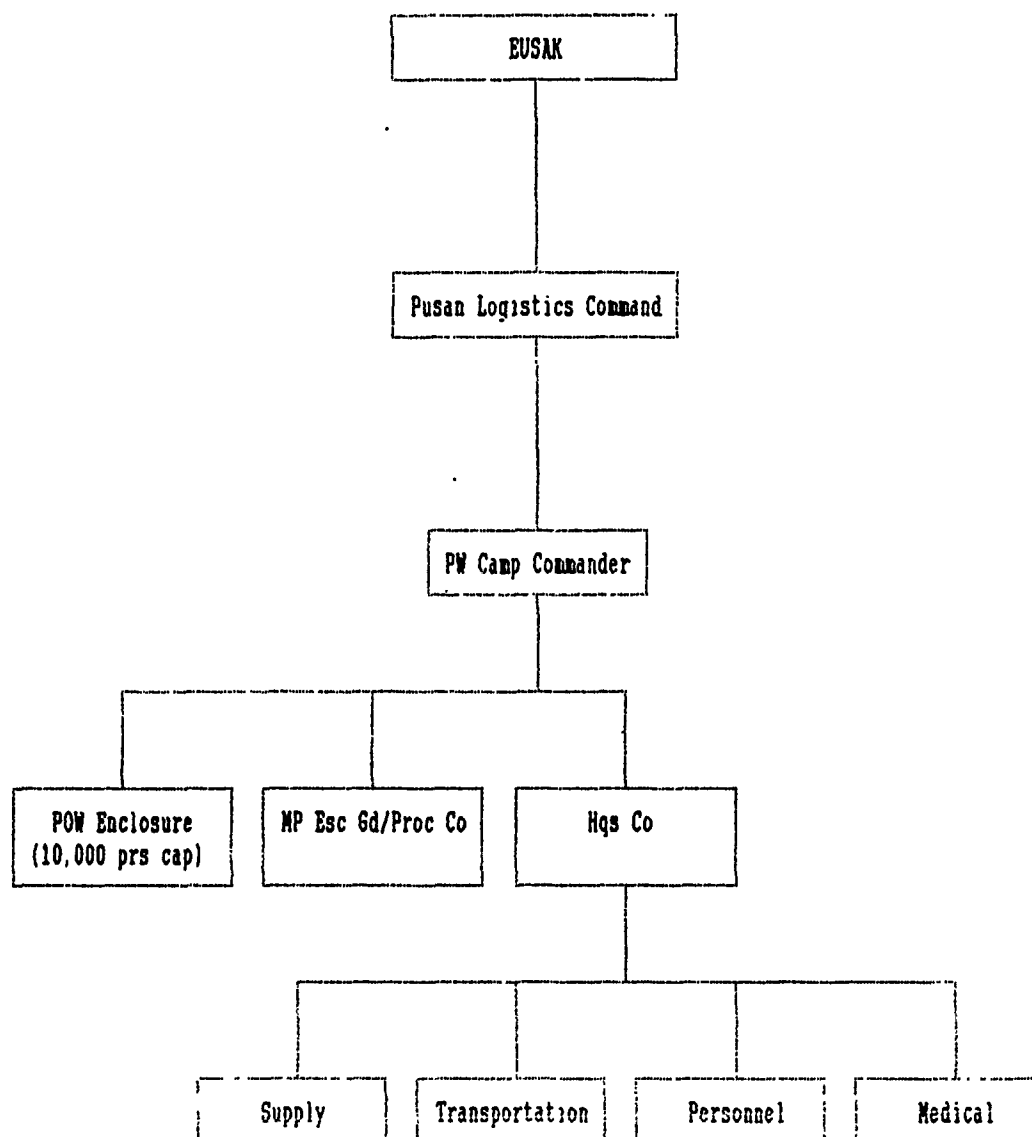 EUSAK
Pusan Logistics Command
PW Camp Commander
POW Enclosure
(10,000 prs cap)
MP Esc Gd/Proc Co
Hqs Co
Supply
Transportation
Personnel
Medical